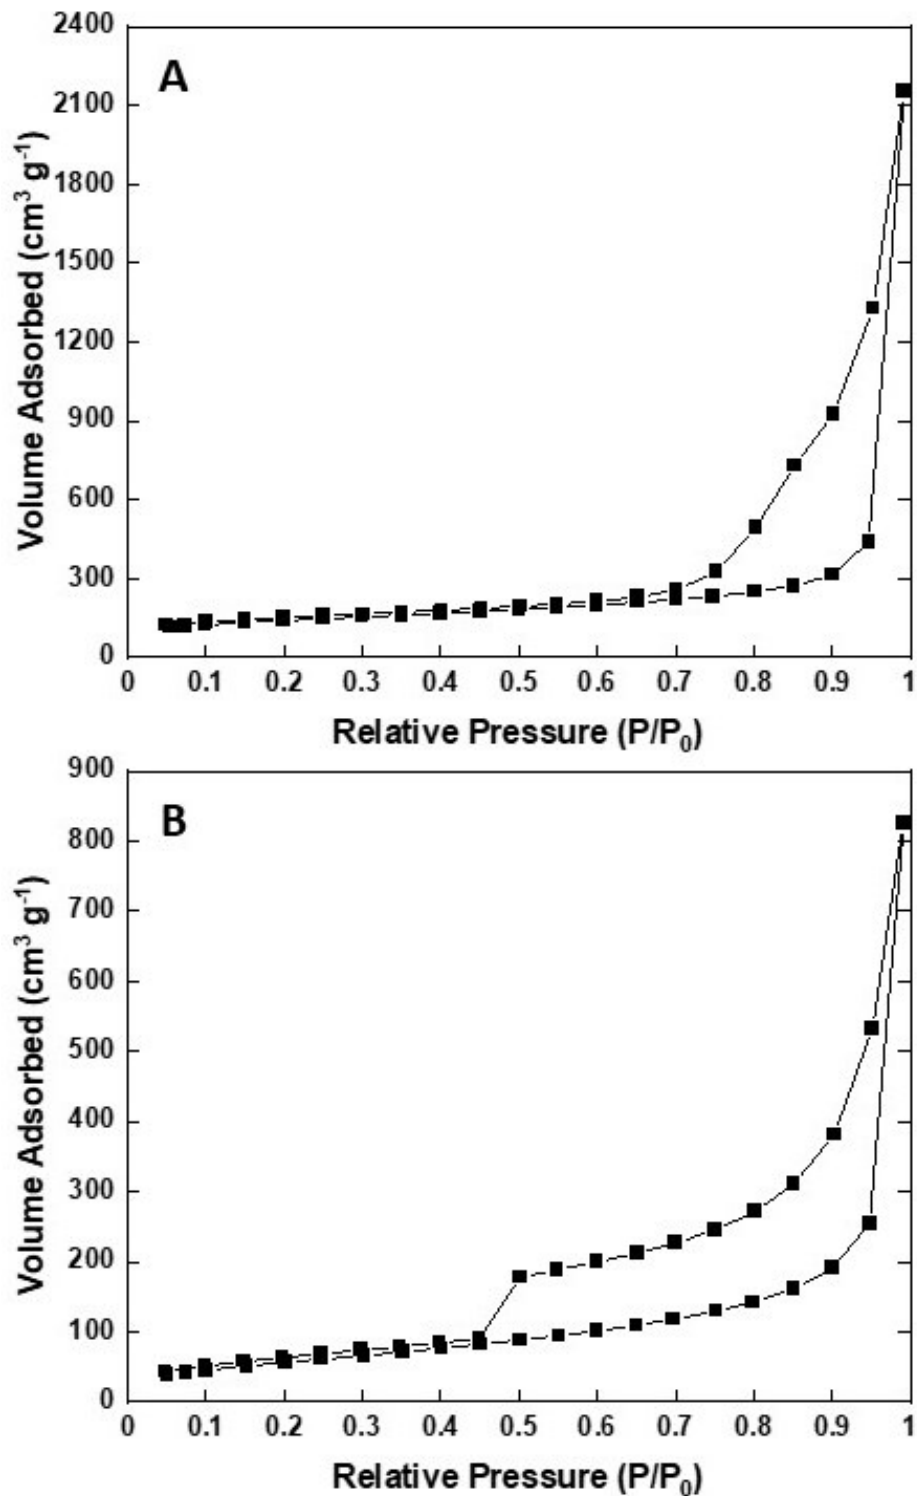 A
Volume Adsorbed (cm³ g⁻¹)
2400
2100
1800
1500
1200
900
600
300
0
0 0.1 0.2 0.3 0.4 0.5 0.6 0.7 0.8 0.9 1
Relative Pressure (P/P₀)
B
Volume Adsorbed (cm³ g⁻¹)
900
800
700
600
500
400
300
200
100
0
0 0.1 0.2 0.3 0.4 0.5 0.6 0.7 0.8 0.9 1
Relative Pressure (P/P₀)